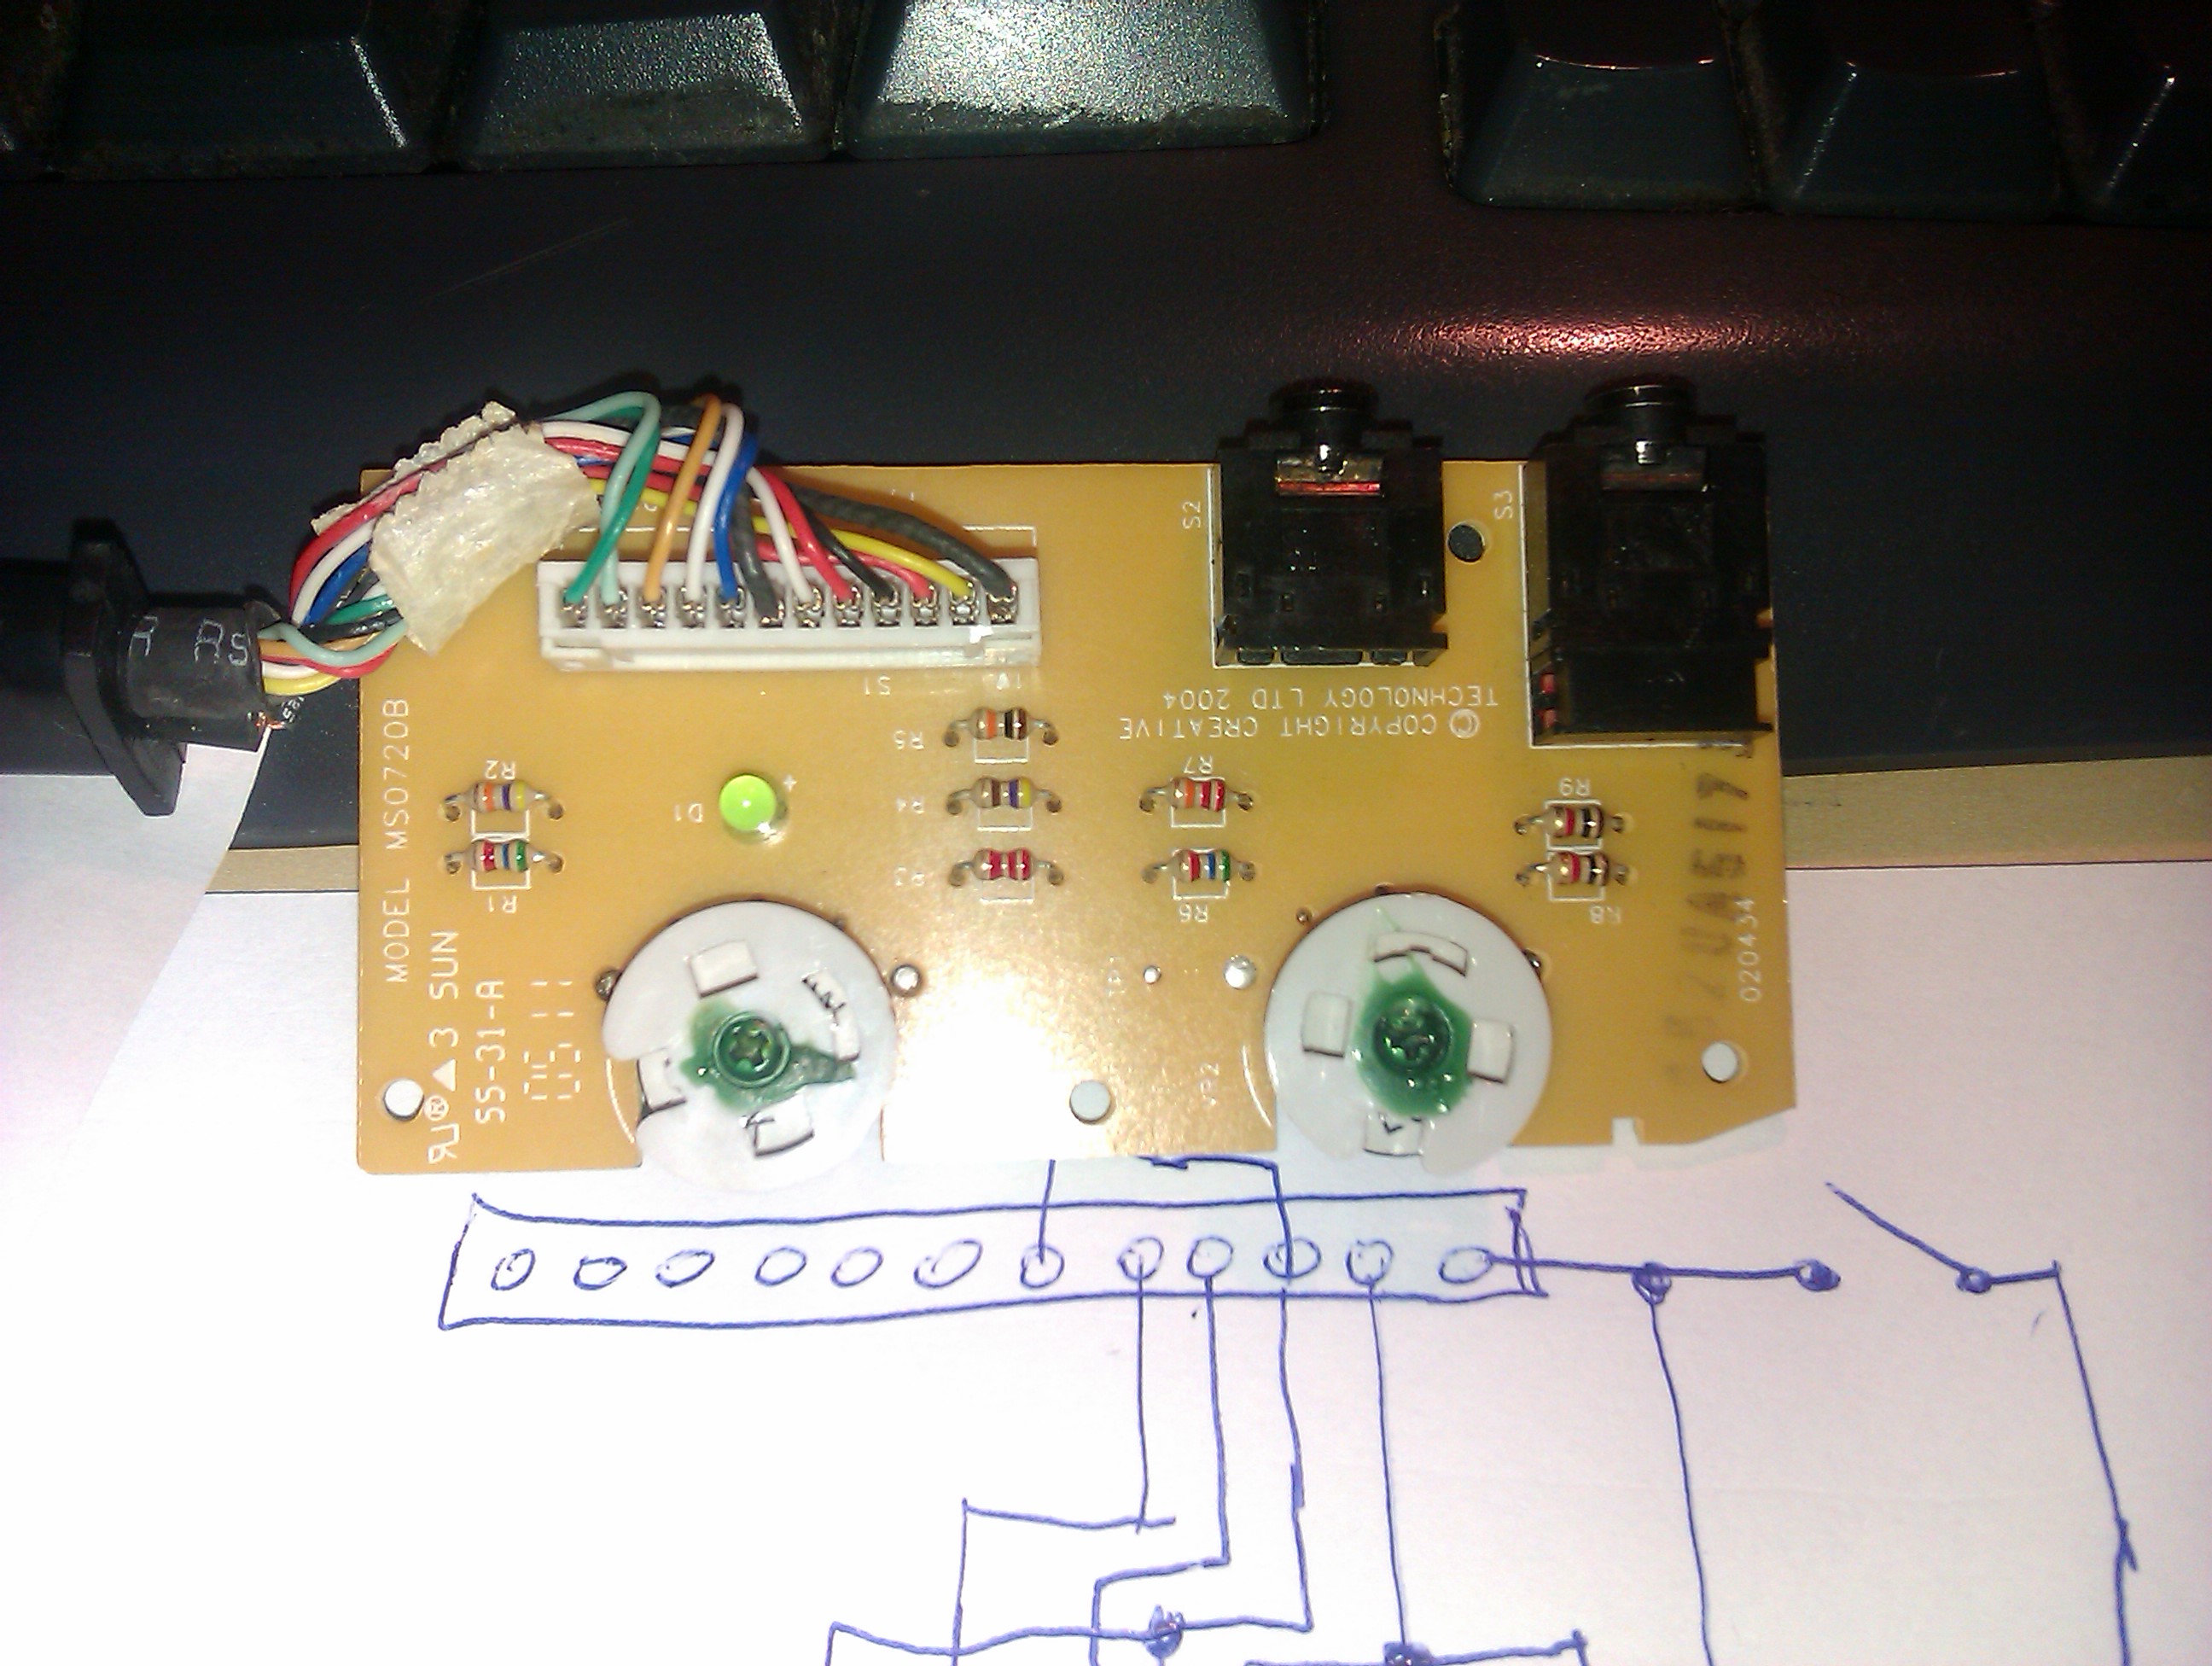 S2
S3
R S
S1
© COPYRIGHT CREATIVE
TECHNOLOGY LTD 2004
MODEL MS0720B
R5
R2
R7
R9
D1
+
R4
R3
R1
R6
R8
3 SUN
SS-31-A
VR2
020434